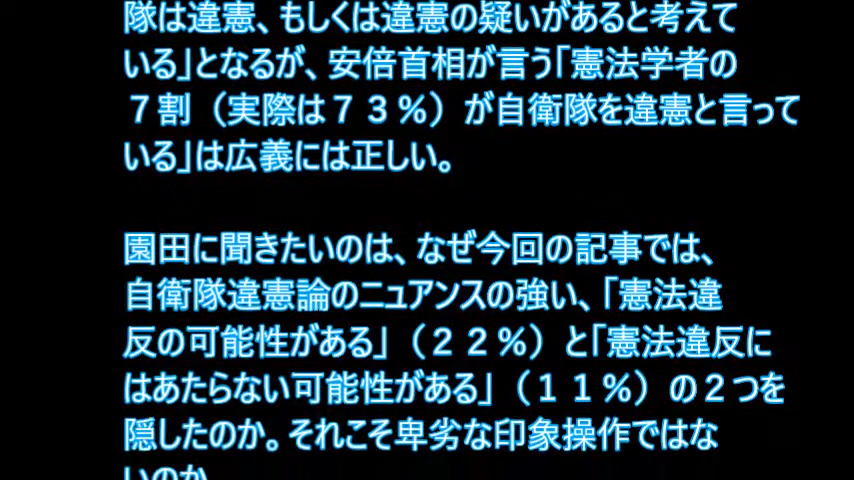 隊は違憲、もしくは違憲の疑いがあると考えて
いる」となるが、安倍首相が言う「憲法学者の
７割（実際は７３％）が自衛隊を違憲と言って
いる」は広義には正しい。
園田に聞きたいのは、なぜ今回の記事では、
自衛隊違憲論のニュアンスの強い、「憲法違
反の可能性がある」（２２％）と「憲法違反に
はあたらない可能性がある」（１１％）の２つを
隠したのか。それこそ卑劣な印象操作ではな
いのか